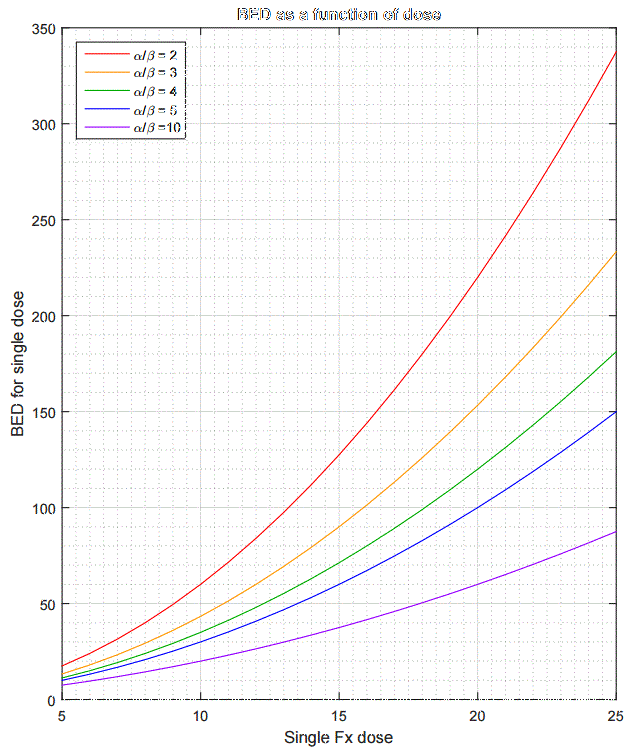 BED as a function of dose
350
300
250
200
150
100
50
0
α/β = 2
α/β = 3
α/β = 4
α/β = 5
α/β =10
BED for single dose
5
10
15
20
25
Single Fx dose